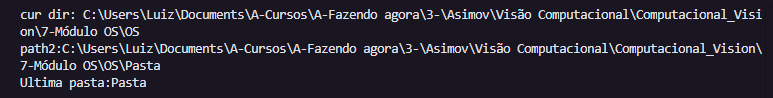 cur dir: C:\Users\Luiz\Documents\A-Cursos\A-Fazendo agora\3-\Asimov\Visão Computacional\Computacional_Visi
on\7-Módulo OS\OS
path2:C:\Users\Luiz\Documents\A-Cursos\A-Fazendo agora\3-\Asimov\Visão Computacional\Computacional_Vision\
7-Módulo OS\OS\Pasta
Ultima pasta:Pasta